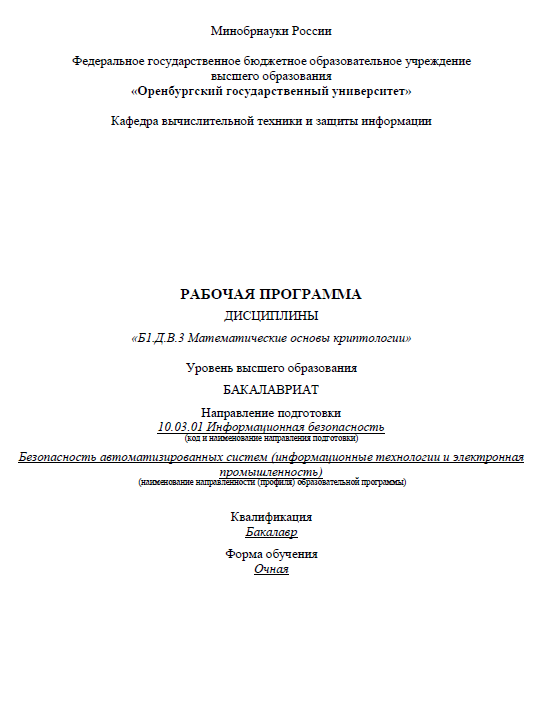 Минобрнауки России
Федеральное государственное бюджетное образовательное учреждение
высшего образования
«Оренбургский государственный университет»
Кафедра вычислительной техники и защиты информации
РАБОЧАЯ ПРОГРАММА
ДИСЦИПЛИНЫ
«Б1.Д.В.3 Математические основы криптологии»
Уровень высшего образования
БАКАЛАВРИАТ
Направление подготовки
10.03.01 Информационная безопасность
(код и наименование направления подготовки)
Безопасность автоматизированных систем (информационные технологии и электронная
промышленность)
(наименование направленности (профиля) образовательной программы)
Квалификация
Бакалавр
Форма обучения
Очная